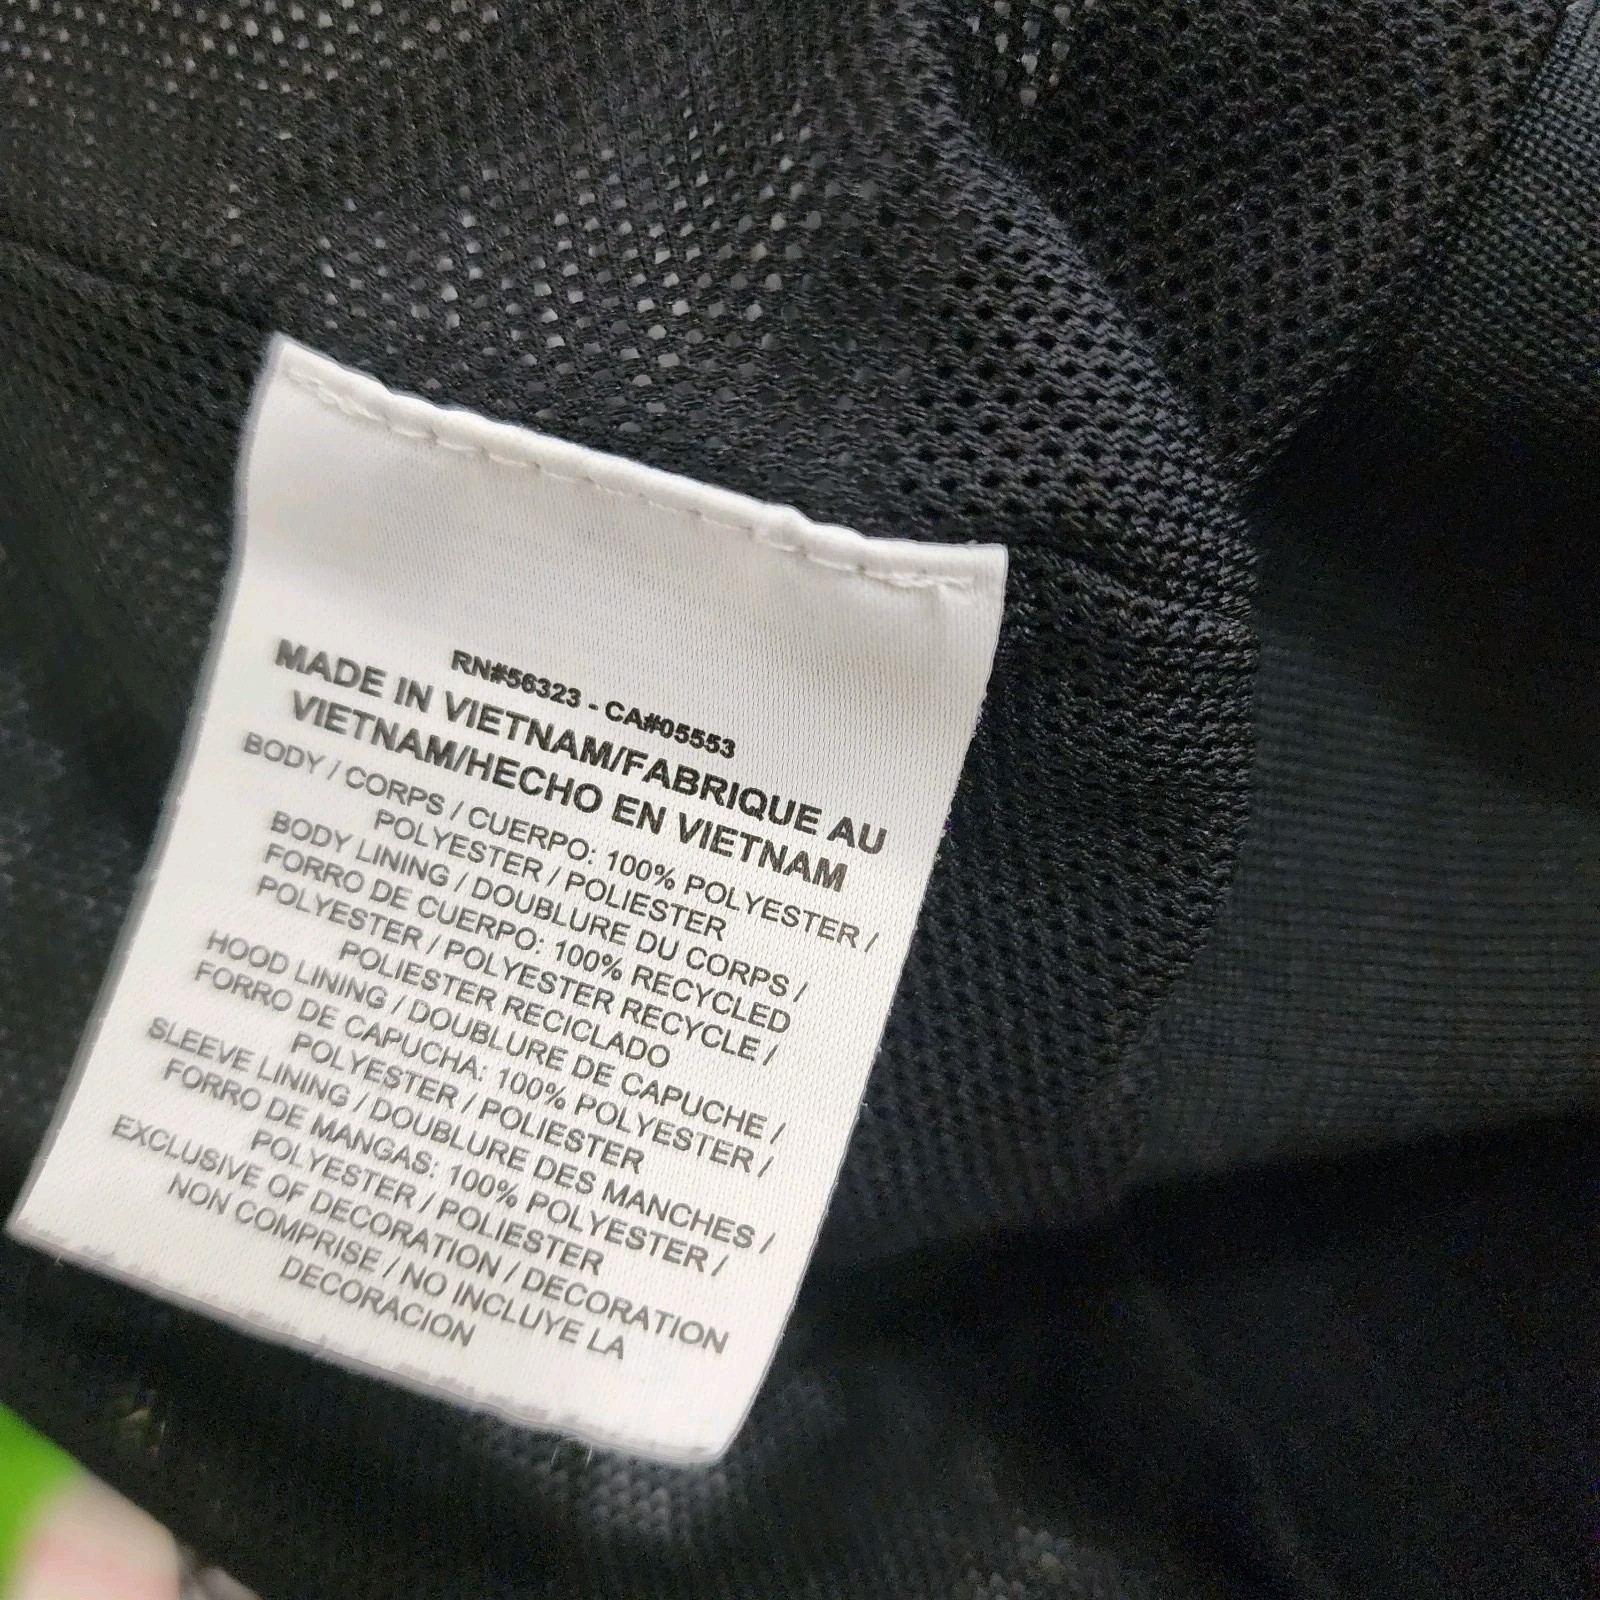 RN#56323 - CA#05553
MADE IN VIETNAM/FABRIQUE AU
VIETNAM/HECHO EN VIETNAM
BODY / CORPS / CUERPO: 100% POLYESTER /
POLYESTER / POLIESTER
BODY LINING / DOUBLURE DU CORPS /
FORRO DE CUERPO: 100% RECYCLED
POLYESTER / POLYESTER RECYCLE /
POLIESTER RECICLADO
HOOD LINING / DOUBLURE DE CAPUCHE /
FORRO DE CAPUCHA: 100% POLYESTER /
POLYESTER / POLIESTER
SLEEVE LINING / DOUBLURE DES MANCHES /
FORRO DE MANGAS: 100% POLYESTER /
POLYESTER / POLIESTER
EXCLUSIVE OF DECORATION / DECORATION
NON COMPRISE / NO INCLUYE LA
DECORACION